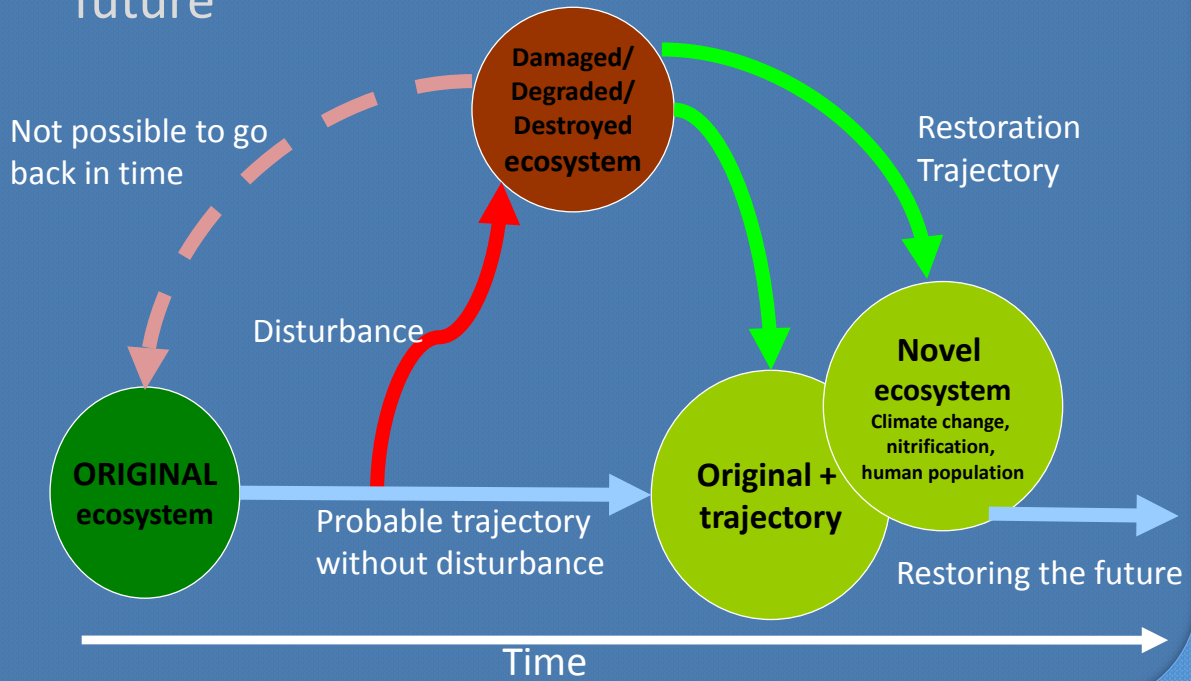 future
Damaged/
Degraded/
Destroyed
ecosystem
Not possible to go
back in time
Restoration
Trajectory
Disturbance
Novel
ecosystem
Climate change,
nitrification,
human population
ORIGINAL
ecosystem
Original +
trajectory
Probable trajectory
without disturbance
Restoring the future
Time